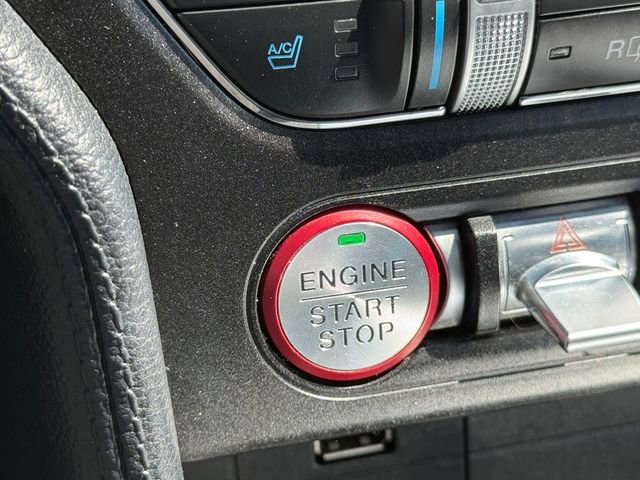 A/C
R
ENGINE
START
STOP